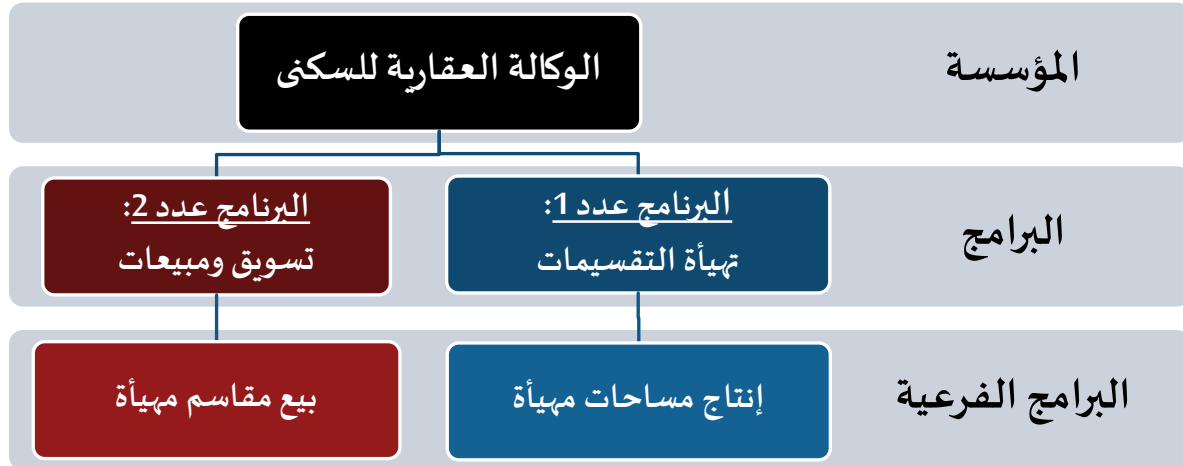 المؤسسة
الوكالة العقارية للسكنى
البرامج
البرنامج عدد 1:
تهيأة التقسيمات
البرنامج عدد 2:
تسويق ومبيعات
البرامج الفرعية
إنتاج مساحات مهيأة
بيع مقاسم مهيأة